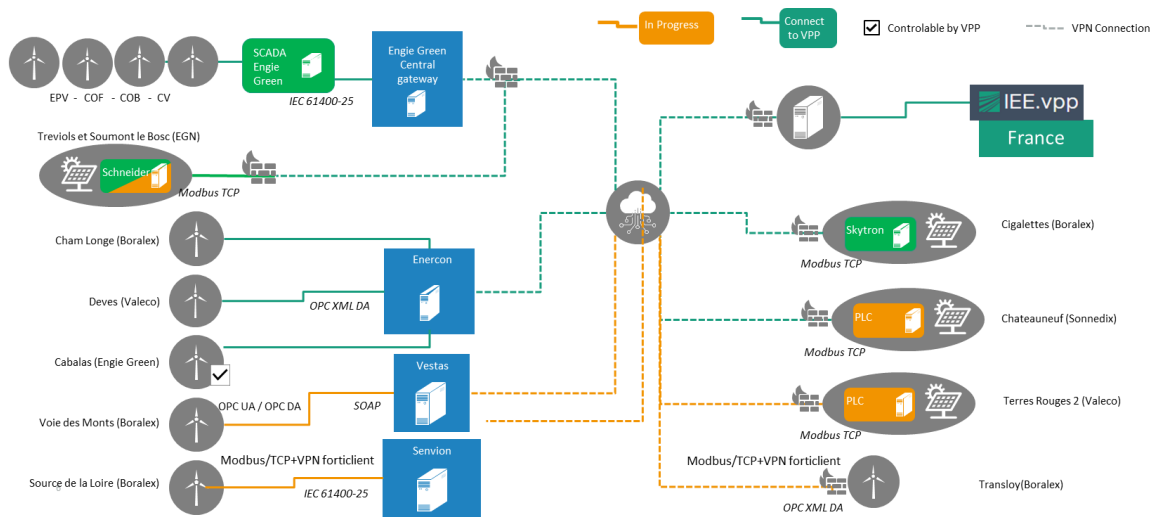 In Progress
Connect
to VPP
Controlable by VPP
VPN Connection
SCADA
Engie
Green
Engie Green
Central
gateway
EPV - COF - COB - CV
IEC 61400-25
IEE.vpp
France
Treviols et Soumont le Bosc (EGN)
Schneider
Modbus TCP
Cham Longe (Boralex)
Enercon
Deves (Valeco)
OPC XML DA
Cabalas (Engie Green)
Vestas
OPC UA / OPC DA
SOAP
Voie des Monts (Boralex)
Senvion
Modbus/TCP+VPN forticlient
Source de la Loire (Boralex)
IEC 61400-25
Skytron
Cigalettes (Boralex)
Modbus TCP
PLC
Chateauneuf (Sonnedix)
Modbus TCP
PLC
Terres Rouges 2 (Valeco)
Modbus TCP
Modbus/TCP+VPN forticlient
Transloy(Boralex)
OPC XML DA